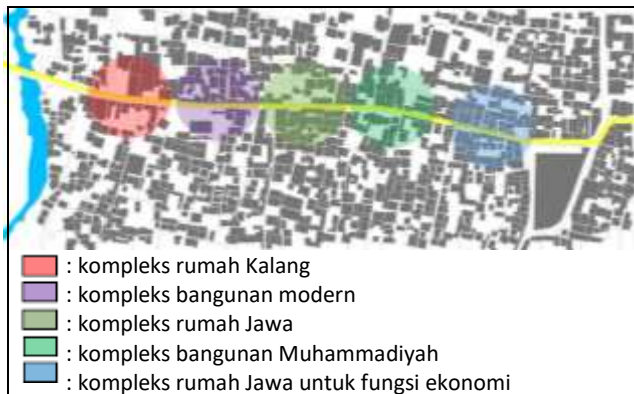 : kompleks rumah Kalang
: kompleks bangunan modern
: kompleks rumah Jawa
: kompleks bangunan Muhammadiyah
: kompleks rumah Jawa untuk fungsi ekonomi